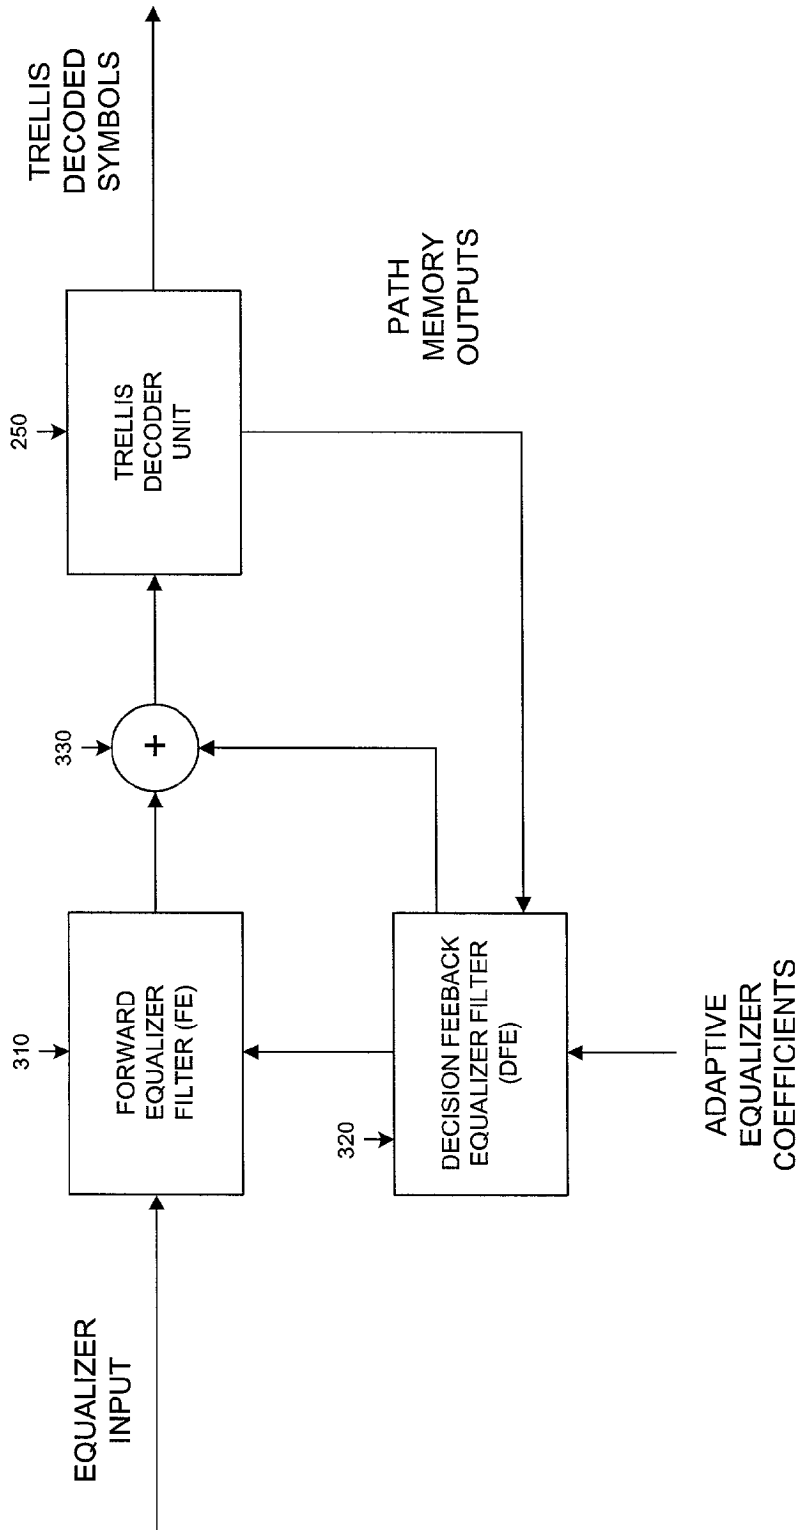 EQUALIZER
INPUT
310
FORWARD
EQUALIZER
FILTER (FE)
330
+
250
TRELLIS
DECODER
UNIT
TRELLIS
DECODED
SYMBOLS
320
DECISION FEEBACK
EQUALIZER FILTER
(DFE)
PATH
MEMORY
OUTPUTS
ADAPTIVE
EQUALIZER
COEFFICIENTS